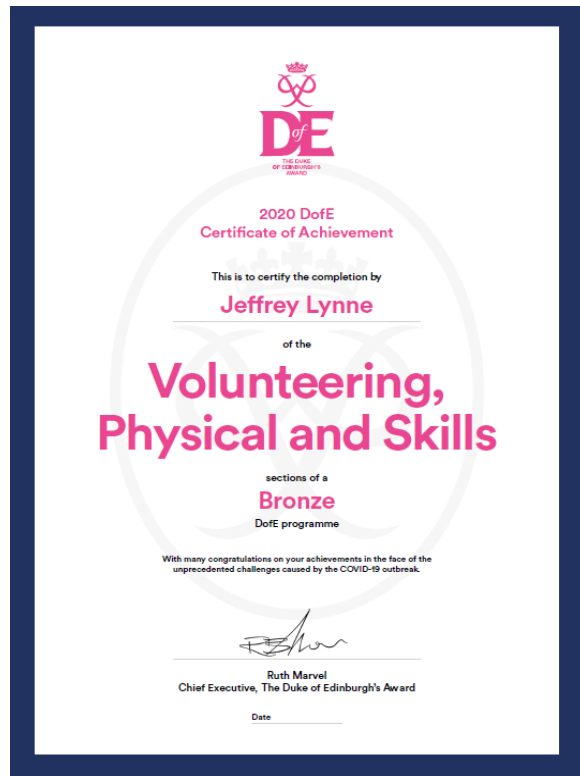 DofE
THE DUKE
OF EDINBURGH'S
AWARD
2020 DofE
Certificate of Achievement
This is to certify the completion by
Jeffrey Lynne
of the
Volunteering,
Physical and Skills
sections of a
Bronze
DofE programme
With many congratulations on your achievements in the face of the
unprecedented challenges caused by the COVID-19 outbreak.
Ruth Marvel
Chief Executive, The Duke of Edinburgh's Award
Date